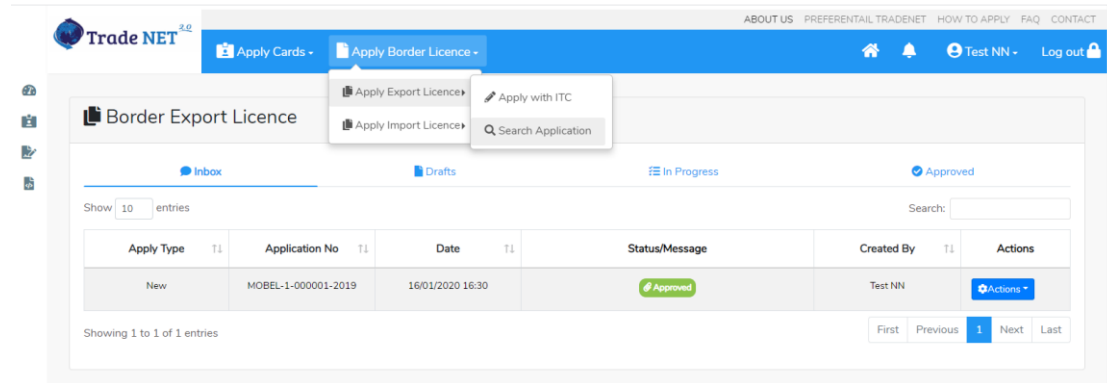 ABOUT US PREFERENTAIL TRADENET HOW TO APPLY FAQ CONTACT
Trade NET 2.0
Apply Cards Apply Border Licence Test NN Log out
Apply Export Licence Apply with ITC
Border Export Licence
Apply Import Licence Search Application
Inbox Drafts In Progress Approved
Show 10 entries Search:
Apply Type Application No Date Status/Message Created By Actions
New MOBEL-1-000001-2019 16/01/2020 16:30 Approved Test NN Actions
Showing 1 to 1 of 1 entries First Previous 1 Next Last